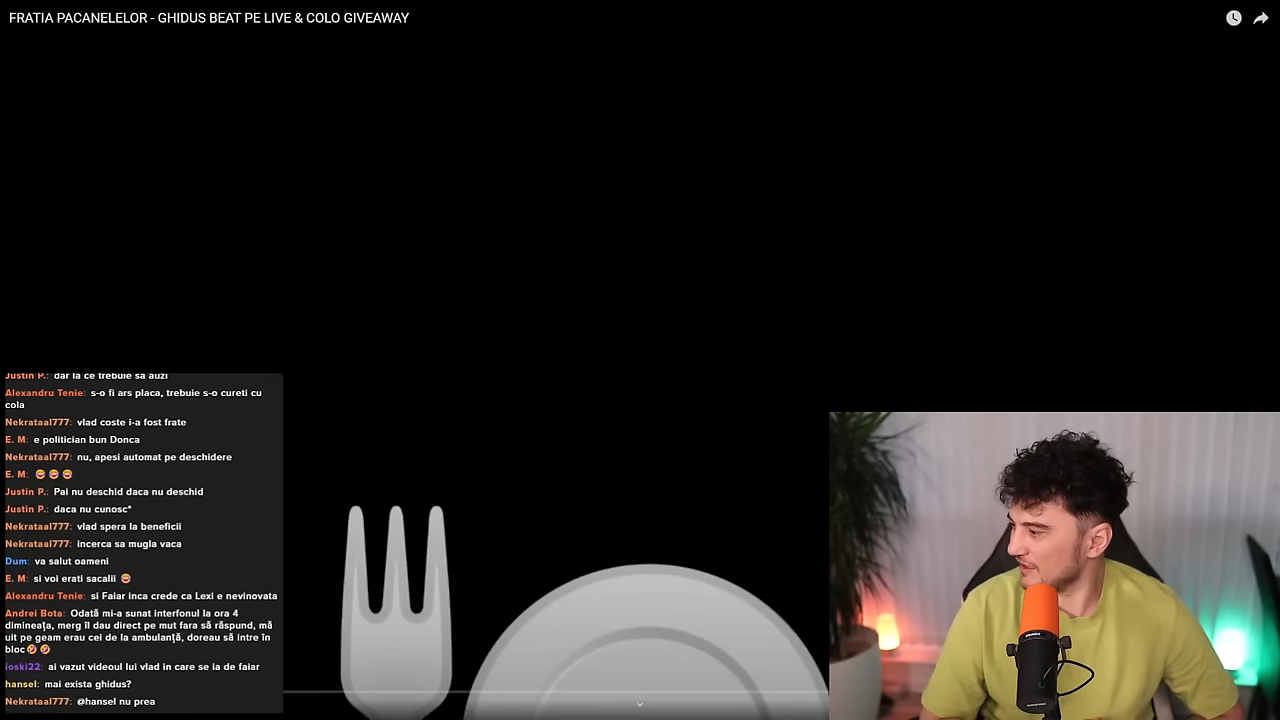 FRATIA PACANELELOR - GHIDUS BEAT PE LIVE & COLO GIVEAWAY
Justin P.: dar la ce trebuie sa auzi
Alexandru Tenie: s-o fi ars placa, trebuie s-o cureti cu
cola
Nekrataal777: vlad coste i-a fost frate
E. M: e politician bun Donca
Nekrataal777: nu, apesi automat pe deschidere
E. M: 😂😂😂
Justin P.: Pai nu deschid daca nu deschid
Justin P.: daca nu cunosc*
Nekrataal777: vlad spera la beneficii
Nekrataal777: incerca sa mugla vaca
Dum: va salut oameni
E. M: si voi erati sacalii 😂
Alexandru Tenie: si Faiar inca crede ca Lexi e nevinovata
Andrei Bota: Odată mi-a sunat interfonul la ora 4
dimineața, merg îl dau direct pe mut fara să răspund, mă
uit pe geam erau cei de la ambulanță, doreau să intre în
bloc🤣🤣
ioski22: ai vazut videoul lui vlad in care se ia de faiar
hansel: mai exista ghidus?
Nekrataal777: @hansel nu prea